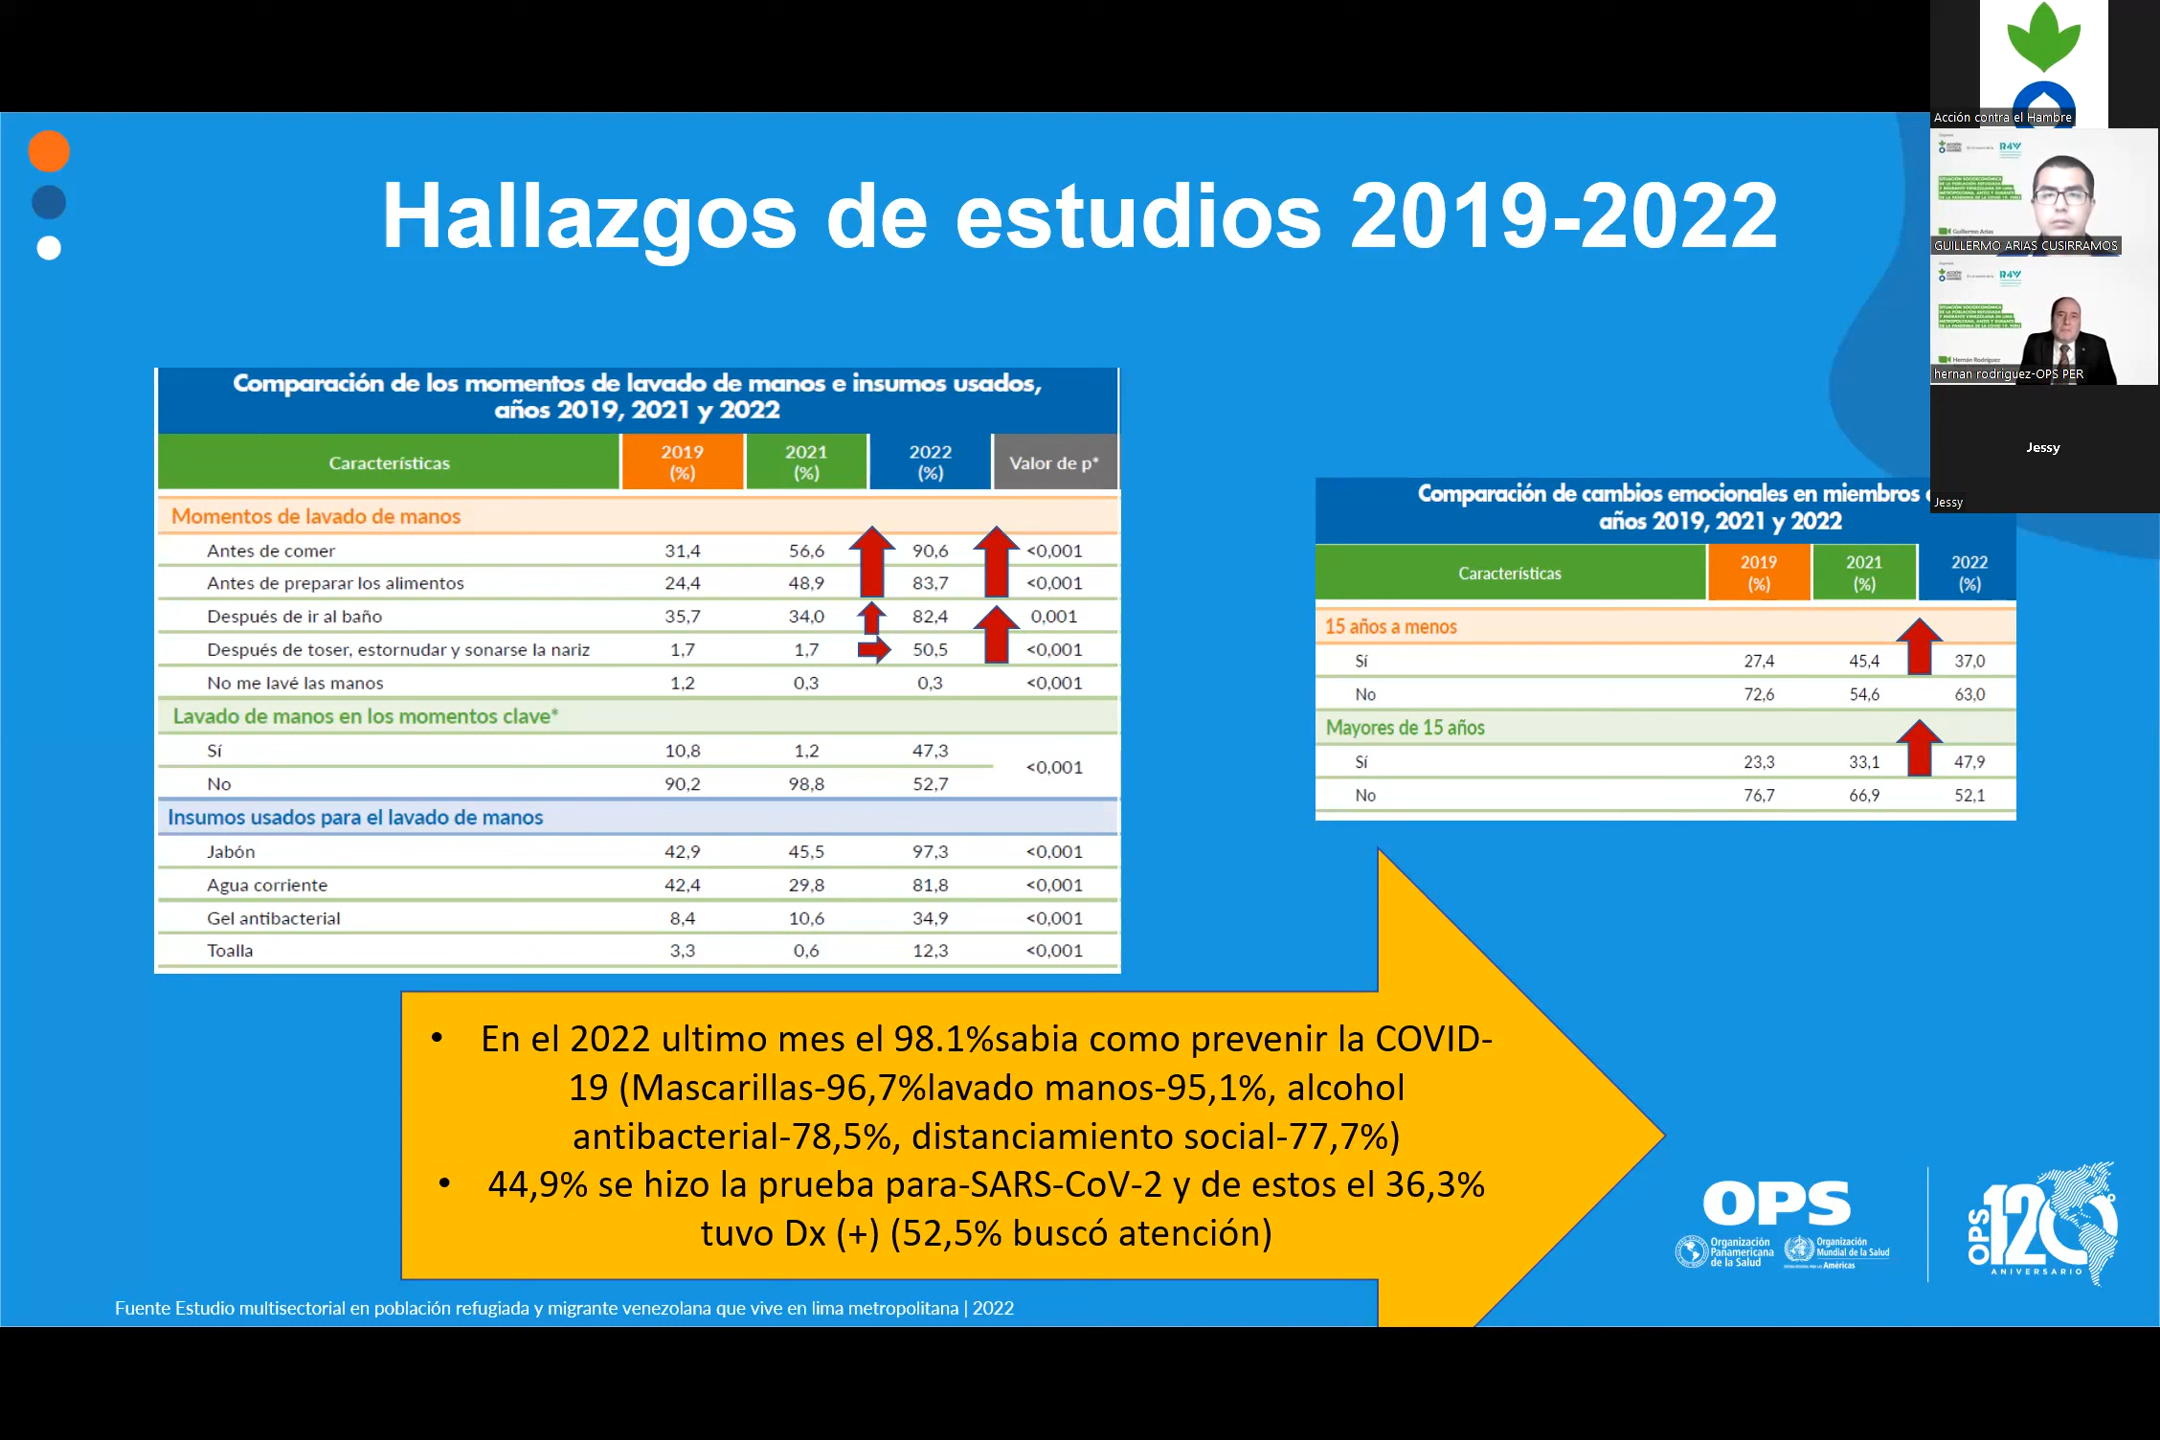 Hallazgos de estudios 2019-2022
Comparación de los momentos de lavado de manos e insumos usados,
años 2019, 2021 y 2022
Características 2019 (%) 2021 (%) 2022 (%) Valor de p*
Momentos de lavado de manos
Antes de comer 31,4 56,6 90,6 <0,001
Antes de preparar los alimentos 24,4 48,9 83,7 <0,001
Después de ir al baño 35,7 34,0 82,4 0,001
Después de toser, estornudar y sonarse la nariz 1,7 1,7 50,5 <0,001
No me lavé las manos 1,2 0,3 0,3 <0,001
Lavado de manos en los momentos clave*
Sí 10,8 1,2 47,3
<0,001
No 90,2 98,8 52,7
Insumos usados para el lavado de manos
Jabón 42,9 45,5 97,3 <0,001
Agua corriente 42,4 29,8 81,8 <0,001
Gel antibacterial 8,4 10,6 34,9 <0,001
Toalla 3,3 0,6 12,3 <0,001
Comparación de cambios emocionales en miembros
años 2019, 2021 y 2022
Características 2019 (%) 2021 (%) 2022 (%)
15 años a menos
Sí 27,4 45,4 37,0
No 72,6 54,6 63,0
Mayores de 15 años
Sí 23,3 33,1 47,9
No 76,7 66,9 52,1
• En el 2022 ultimo mes el 98.1%sabia como prevenir la COVID-
19 (Mascarillas-96,7%lavado manos-95,1%, alcohol
antibacterial-78,5%, distanciamiento social-77,7%)
• 44,9% se hizo la prueba para-SARS-CoV-2 y de estos el 36,3%
tuvo Dx (+) (52,5% buscó atención)
Fuente Estudio multisectorial en población refugiada y migrante venezolana que vive en lima metropolitana | 2022
OPS
Organización
Panamericana
de la Salud
Organización
Mundial de la Salud
Américas
OPS 120
ANIVERSARIO
Acción contra el Hambre
R4V
Guillermo Arias
GUILLERMO ARIAS CUSIRRAMOS
R4V
Hernán Rodríguez
hernan rodriguez-OPS PER
Jessy
Jessy